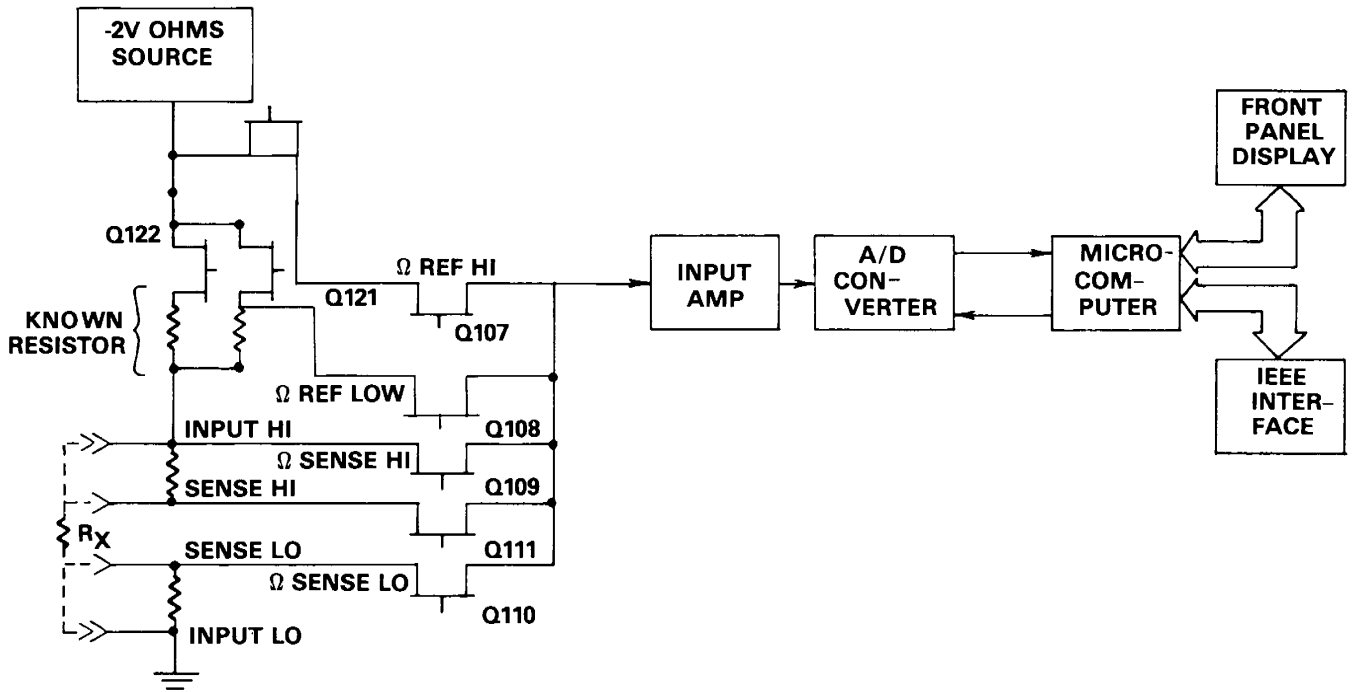 -2V OHMS
SOURCE
FRONT
PANEL
DISPLAY
Q122
KNOWN
RESISTOR
Ω REF HI
Q121
Q107
INPUT
AMP
A/D
CON-
VERTER
MICRO-
COM-
PUTER
Ω REF LOW
Q108
INPUT HI
Ω SENSE HI
Q109
SENSE HI
RX
Q111
SENSE LO
Ω SENSE LO
Q110
INPUT LO
IEEE
INTER-
FACE